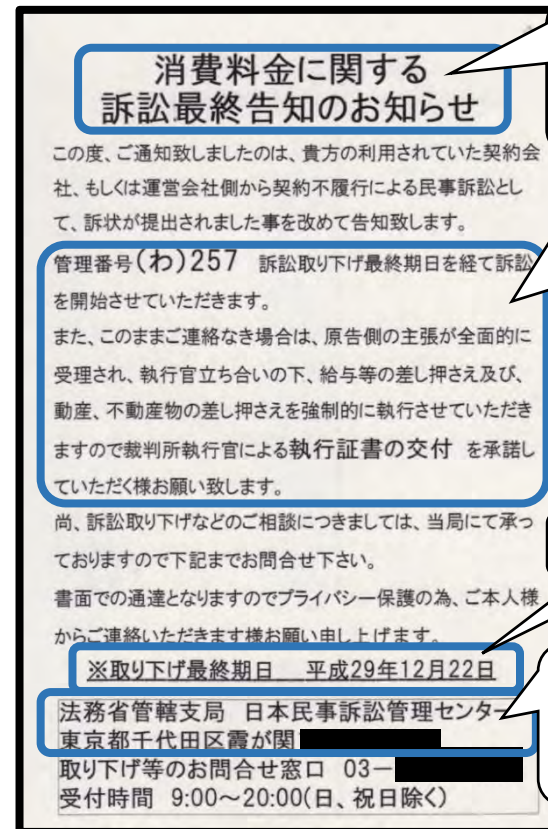 消費料金に関する
訴訟最終告知のお知らせ
この度、ご通知致しましたのは、貴方の利用されていた契約会
社、もしくは運営会社側から契約不履行による民事訴訟とし
て、訴状が提出されました事を改めて告知致します。
管理番号(わ)257 訴訟取り下げ最終期日を経て訴訟
を開始させていただきます。
また、このままご連絡なき場合は、原告側の主張が全面的に
受理され、執行官立ち合いの下、給与等の差し押さえ及び、
動産、不動産物の差し押さえを強制的に執行させていただき
ますので裁判所執行官による執行証書の交付 を承諾し
ていただく様お願い致します。
尚、訴訟取り下げなどのご相談につきましては、当局にて承っ
ておりますので下記までお問合せ下さい。
書面での通達となりますのでプライバシー保護の為、ご本人様
からご連絡いただきます様お願い申し上げます。
※取り下げ最終期日 平成29年12月22日
法務省管轄支局 日本民事訴訟管理センター
東京都千代田区霞が関
取り下げ等のお問合せ窓口 03ー
受付時間 9:00～20:00(日、祝日除く)